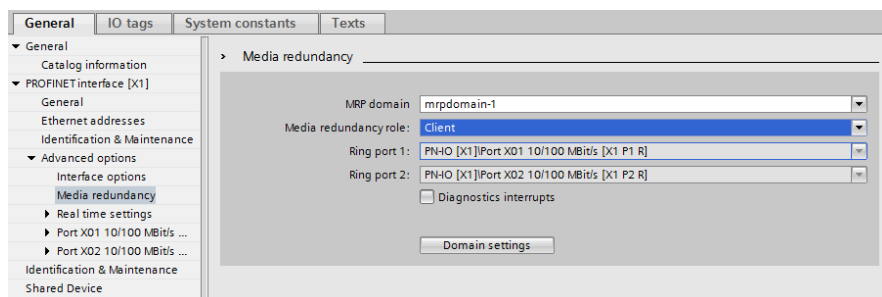 General IO tags System constants Texts
General
Catalog information
PROFINET interface [X1]
General
Ethernet addresses
Identification & Maintenance
Advanced options
Interface options
Media redundancy
Real time settings
Port X01 10/100 MBit/s ...
Port X02 10/100 MBit/s ...
Identification & Maintenance
Shared Device
Media redundancy
MRP domain mrpdomain-1
Media redundancy role: Client
Ring port 1: PN-IO [X1]\Port X01 10/100 MBit/s [X1 P1 R]
Ring port 2: PN-IO [X1]\Port X02 10/100 MBit/s [X1 P2 R]
Diagnostics interrupts
Domain settings